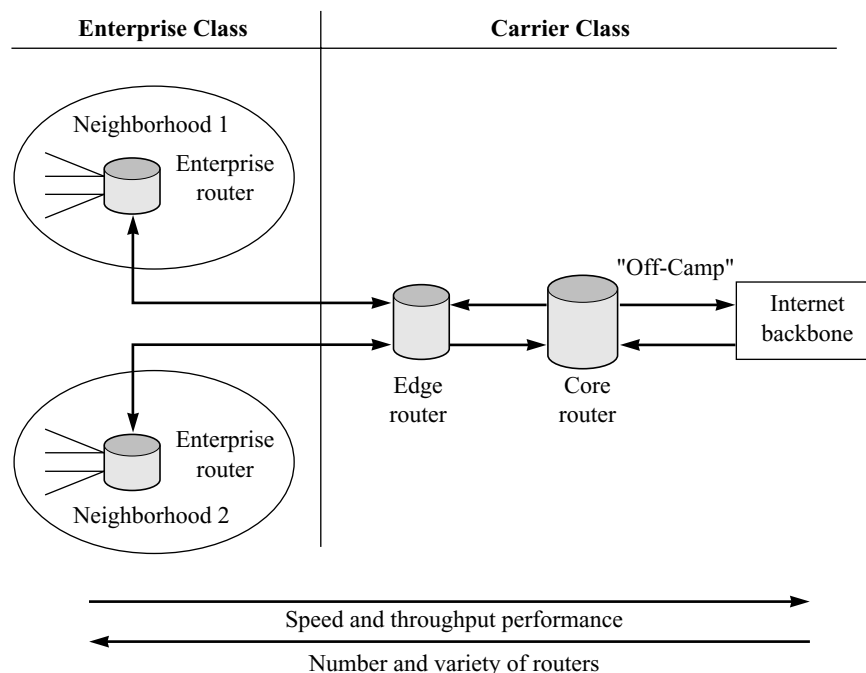 Enterprise Class
Carrier Class
Neighborhood 1
Enterprise
router
"Off-Camp"
Internet
backbone
Edge
router
Core
router
Enterprise
router
Neighborhood 2
Speed and throughput performance
Number and variety of routers